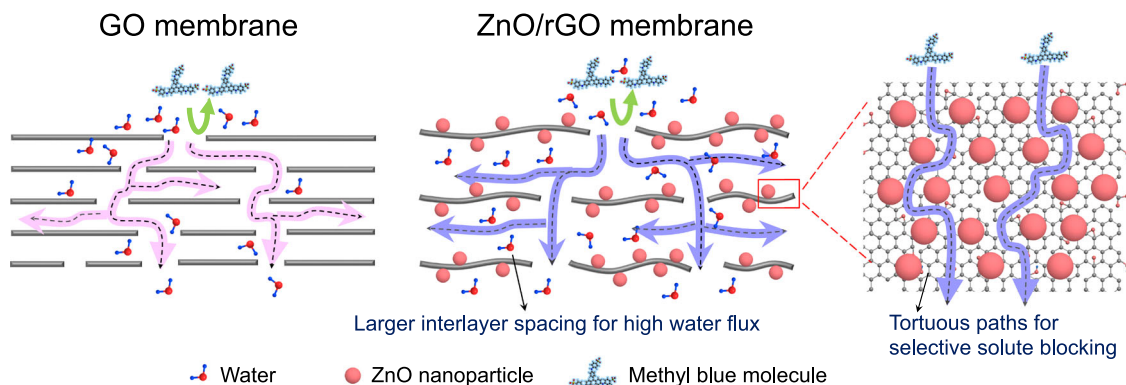 GO membrane
ZnO/rGO membrane
Larger interlayer spacing for high water flux
Tortuous paths for
selective solute blocking
Water
ZnO nanoparticle
Methyl blue molecule